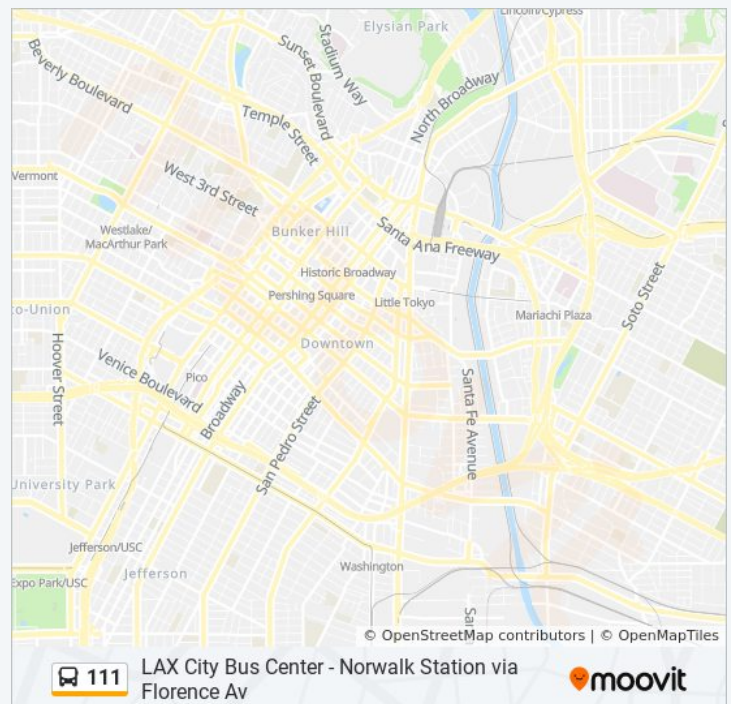 Lincoln/Cypress
Elysian Park
Stadium Way
Sunset Boulevard
Beverly Boulevard
North Broadway
Temple Street
Vermont
West 3rd Street
Westlake/
MacArthur Park
Bunker Hill
Santa Ana Freeway
Historic Broadway
Pershing Square
Little Tokyo
Soto Street
co-Union
Mariachi Plaza
Hoover Street
Downtown
Venice Boulevard
Pico
Broadway
Santa Fe Avenue
San Pedro Street
University Park
Jefferson/USC
Jefferson
Washington
Expo Park/USC
San
© OpenStreetMap contributors | © OpenMapTiles
111
LAX City Bus Center - Norwalk Station via
Florence Av
moovit